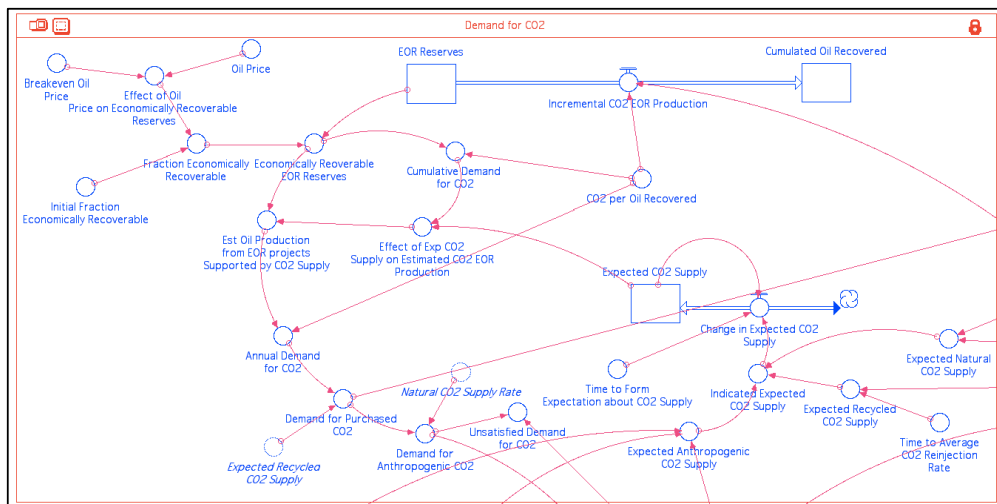 Demand for CO2
EOR Reserves
Cumulated Oil Recovered
Oil Price
Breakeven Oil
Price
Effect of Oil
Price on Economically Recoverable
Reserves
Incremental CO2 EOR Production
Fraction Economically
Recoverable
Economically Reoverable
EOR Reserves
Cumulative Demand
for CO2
CO2 per Oil Recovered
Initial Fraction
Economically Recoverable
Est Oil Production
from EOR projects
Supported by CO2 Supply
Effect of Exp CO2
Supply on Estimated CO2 EOR
Production
Expected CO2 Supply
Change in Expected CO2
Supply
Annual Demand
for CO2
Expected Natural
CO2 Supply
Natural CO2 Supply Rate
Time to Form
Expectation about CO2 Supply
Indicated Expected
CO2 Supply
Expected Recycled
CO2 Supply
Demand for Purchased
CO2
Unsatisfied Demand
for CO2
Time to Average
CO2 Reinjection
Rate
Demand for
Anthropogenic CO2
Expected Anthropogenic
CO2 Supply
Expected Recycled
CO2 Supply